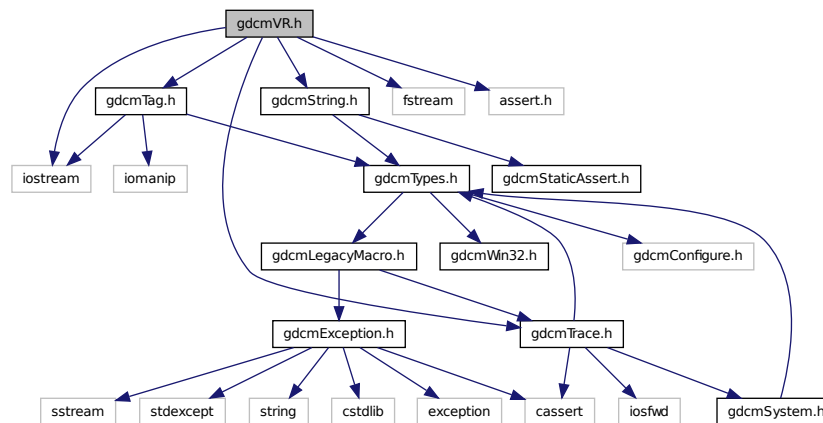 gdcmVR.h
gdcmTag.h
gdcmString.h
fstream
assert.h
iostream
iomanip
gdcmTypes.h
gdcmStaticAssert.h
gdcmLegacyMacro.h
gdcmWin32.h
gdcmConfigure.h
gdcmException.h
gdcmTrace.h
sstream
stdexcept
string
cstdlib
exception
cassert
iosfwd
gdcmSystem.h